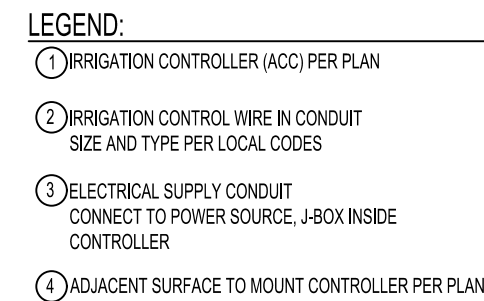 LEGEND:
1 IRRIGATION CONTROLLER (ACC) PER PLAN
2 IRRIGATION CONTROL WIRE IN CONDUIT
SIZE AND TYPE PER LOCAL CODES
3 ELECTRICAL SUPPLY CONDUIT
CONNECT TO POWER SOURCE, J-BOX INSIDE
CONTROLLER
4 ADJACENT SURFACE TO MOUNT CONTROLLER PER PLAN